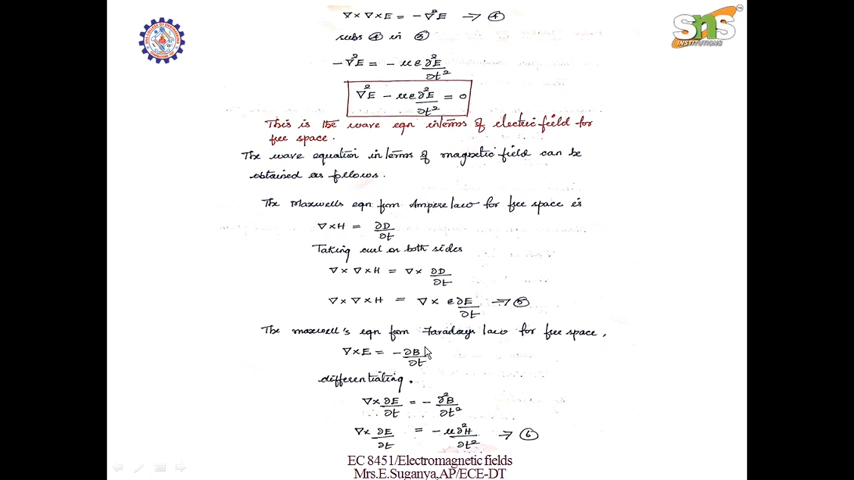 ∇×∇×E = -∇²E → ④
subs ④ in ③
-∇²E = -με ∂²E/∂t²
∇²E - με ∂²E/∂t² = 0
This is the wave eqn interms of electric field for
free space.
The wave equation interms of magnetic field can be
obtained as follows.
The Maxwells eqn from Ampere law for free space is
∇×H = ∂D/∂t
Taking curl on both sides
∇×∇×H = ∇× ∂D/∂t
∇×∇×H = ∇× ε∂E/∂t → ⑤
The maxwell's eqn from Faradays law for free space,
∇×E = -∂B/∂t
differentiating.
∇×∂E/∂t = -∂²B/∂t²
∇×∂E/∂t = -μ∂²H/∂t² → ⑥
EC 8451/Electromagnetic fields
Mrs.E.Suganya,AP/ECE-DT
sns
INSTITUTIONS